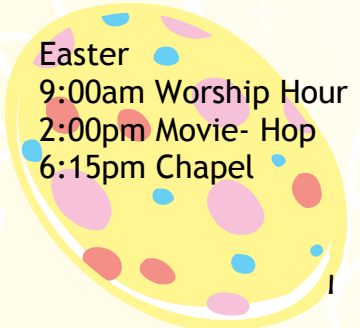 Easter
9:00am Worship Hour
2:00pm Movie- Hop
6:15pm Chapel
I